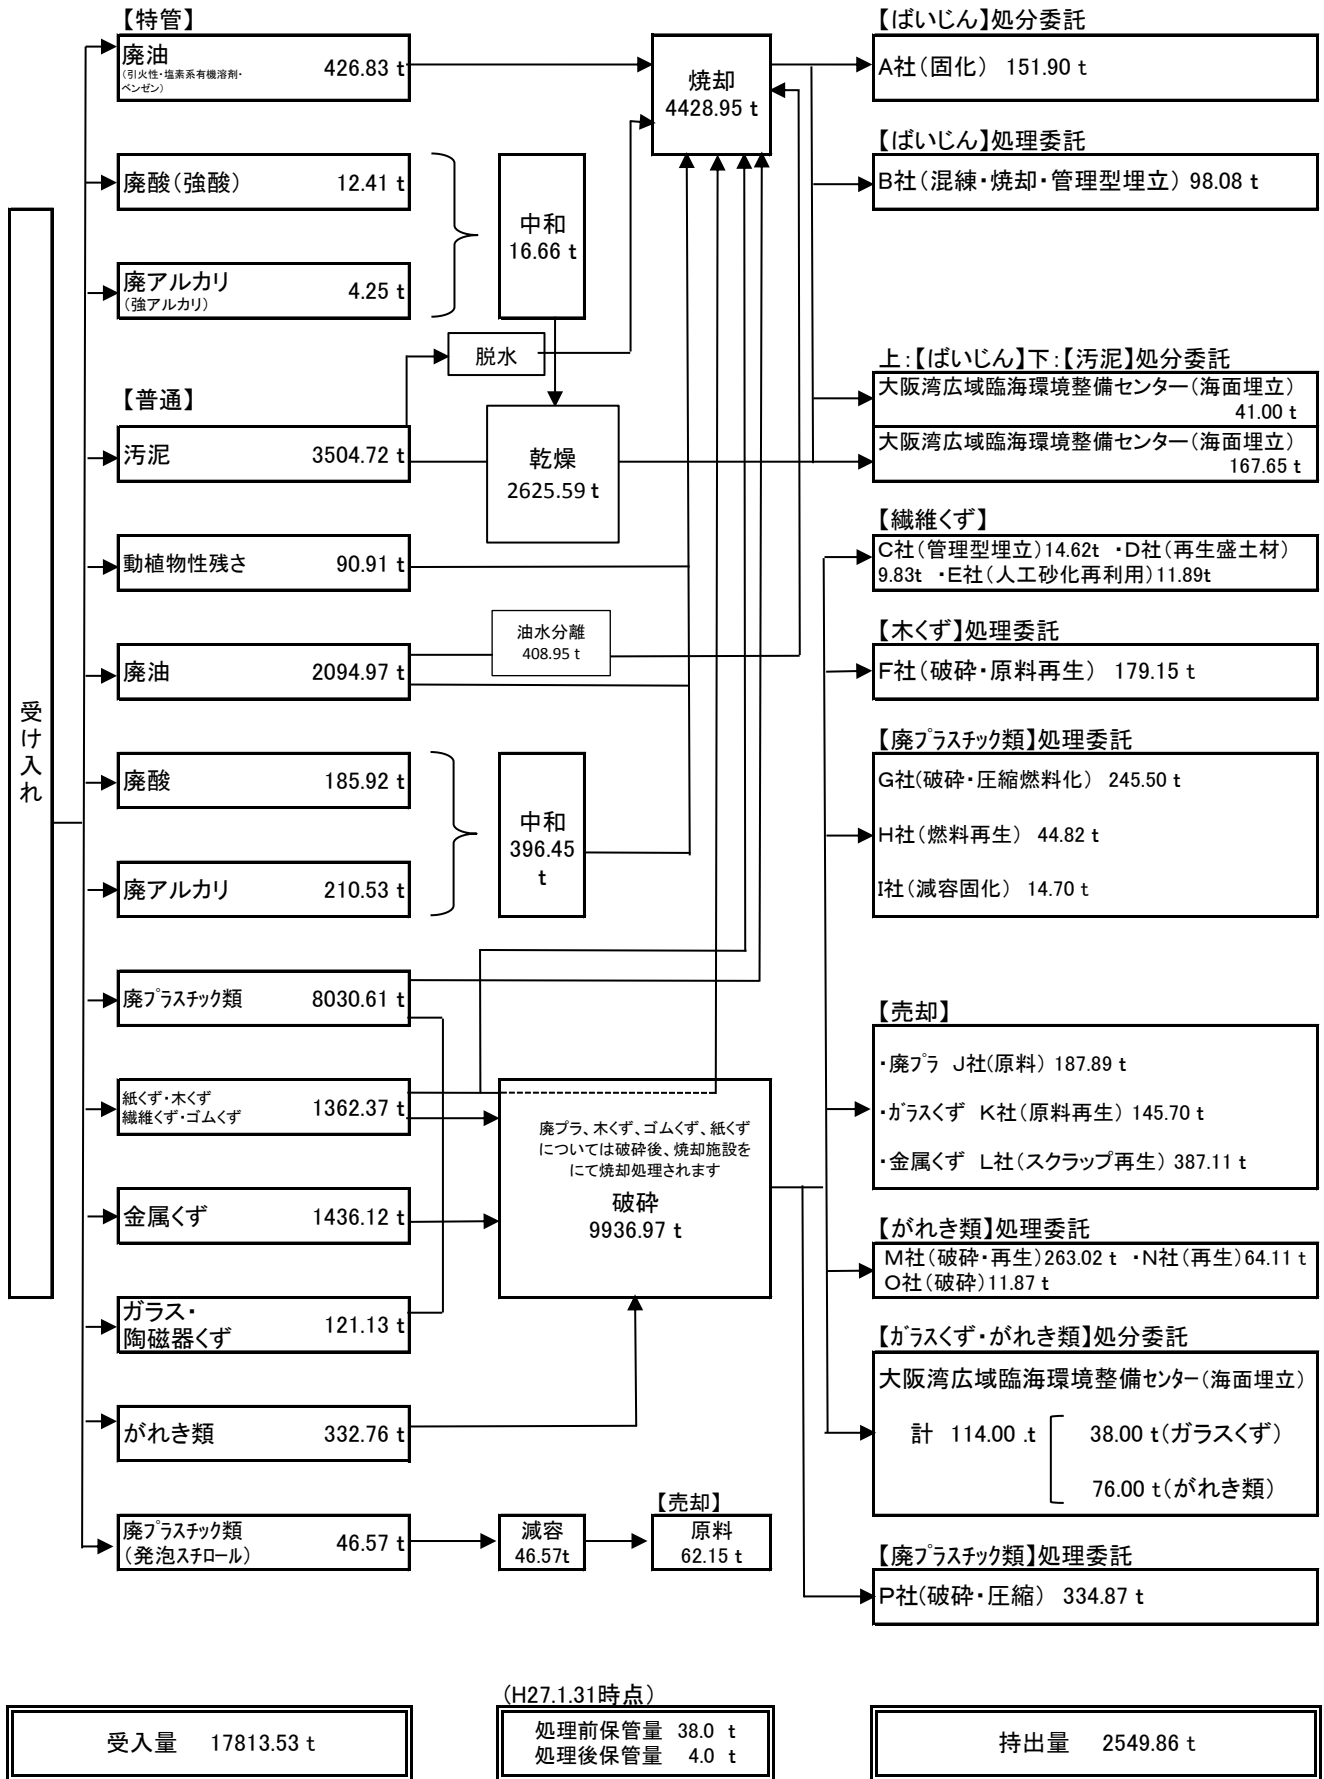 【特管】
廃油
(引火性・塩素系有機溶剤・
ベンゼン)
426.83 t
廃酸(強酸) 12.41 t
廃アルカリ
(強アルカリ)
4.25 t
【普通】
汚泥 3504.72 t
動植物性残さ 90.91 t
廃油 2094.97 t
廃酸 185.92 t
廃アルカリ 210.53 t
廃プラスチック類 8030.61 t
紙くず・木くず
繊維くず・ゴムくず
1362.37 t
金属くず 1436.12 t
ガラス・
陶磁器くず
121.13 t
がれき類 332.76 t
廃プラスチック類
(発泡スチロール)
46.57 t
受け入れ
焼却
4428.95 t
中和
16.66 t
脱水
乾燥
2625.59 t
油水分離
408.95 t
中和
396.45
t
廃プラ、木くず、ゴムくず、紙くず
については破砕後、焼却施設を
にて焼却処理されます
破砕
9936.97 t
減容
46.57t
【売却】
原料
62.15 t
【ばいじん】処分委託
A社(固化) 151.90 t
【ばいじん】処理委託
B社(混練・焼却・管理型埋立) 98.08 t
上:【ばいじん】下:【汚泥】処分委託
大阪湾広域臨海環境整備センター(海面埋立)
41.00 t
大阪湾広域臨海環境整備センター(海面埋立)
167.65 t
【繊維くず】
C社(管理型埋立)14.62t ・D社(再生盛土材)
9.83t ・E社(人工砂化再利用)11.89t
【木くず】処理委託
F社(破砕・原料再生) 179.15 t
【廃プラスチック類】処理委託
G社(破砕・圧縮燃料化) 245.50 t
H社(燃料再生) 44.82 t
I社(減容固化) 14.70 t
【売却】
・廃プラ J社(原料) 187.89 t
・ガラスくず K社(原料再生) 145.70 t
・金属くず L社(スクラップ再生) 387.11 t
【がれき類】処理委託
M社(破砕・再生)263.02 t ・N社(再生)64.11 t
O社(破砕)11.87 t
【ガラスくず・がれき類】処分委託
大阪湾広域臨海環境整備センター(海面埋立)
計 114.00 .t
38.00 t(ガラスくず)
76.00 t(がれき類)
【廃プラスチック類】処理委託
P社(破砕・圧縮) 334.87 t
受入量 17813.53 t
(H27.1.31時点)
処理前保管量 38.0 t
処理後保管量 4.0 t
持出量 2549.86 t